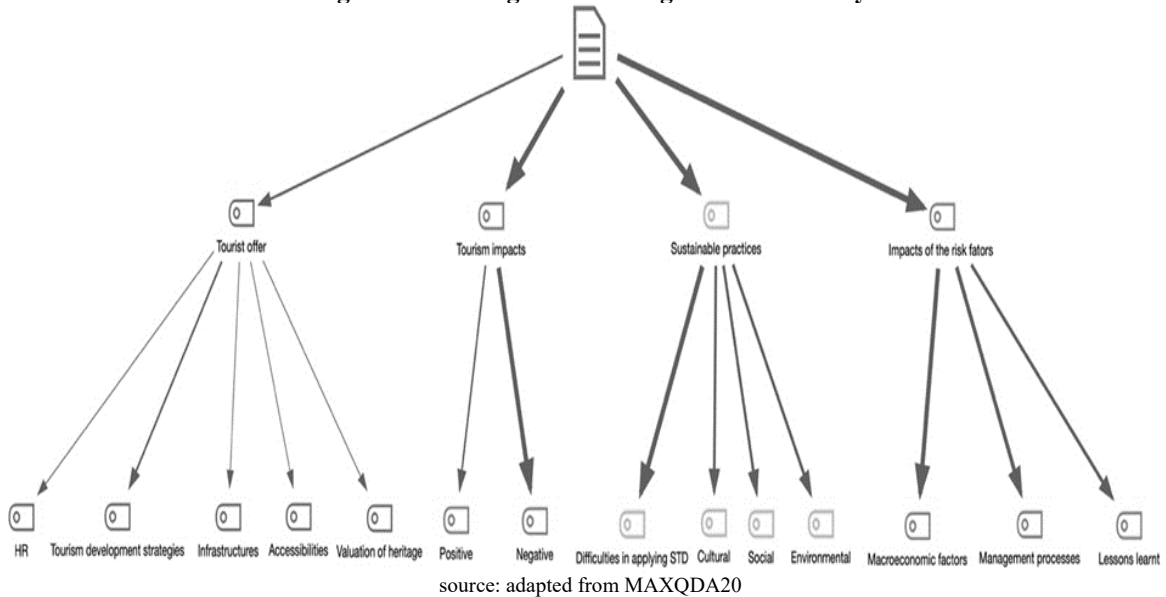 Tourist offer
Tourism impacts
Sustainable practices
Impacts of the risk fators
HR
Tourism development strategies
Infrastructures
Accessibilities
Valuation of heritage
Positive
Negative
Difficulties in applying STD
Cultural
Social
Environmental
Macroeconomic factors
Management processes
Lessons learnt
source: adapted from MAXQDA20